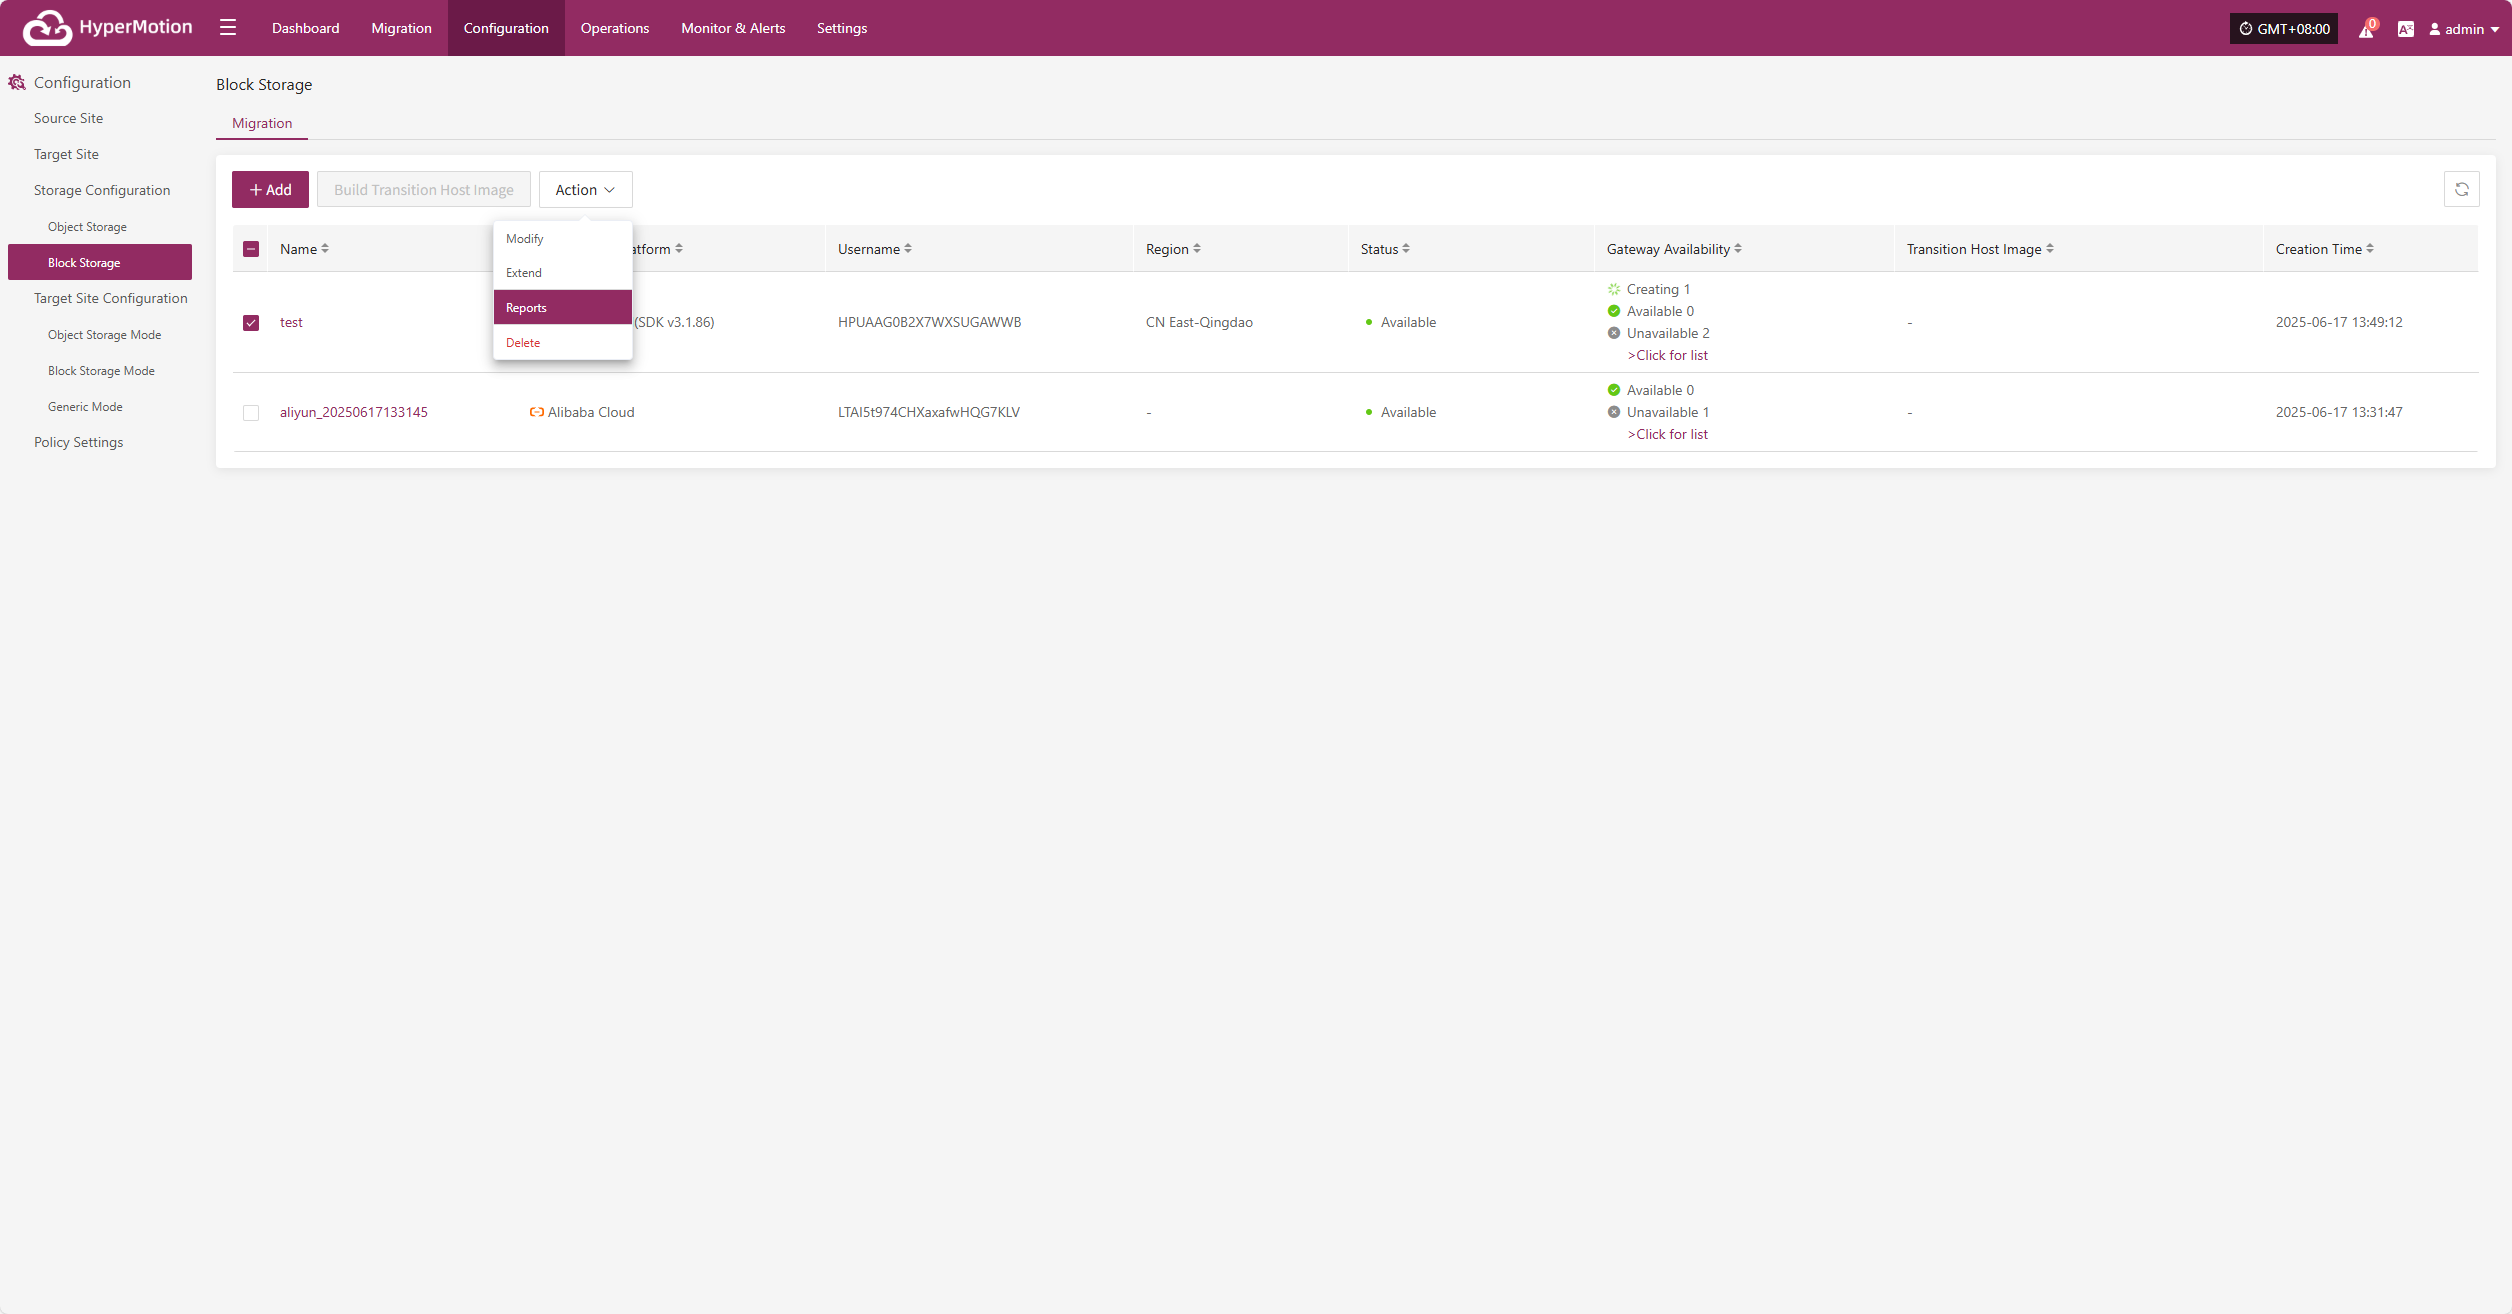 HyperMotion
Dashboard
Migration
Configuration
Operations
Monitor & Alerts
Settings
GMT+08:00
0
admin
Configuration
Source Site
Target Site
Storage Configuration
Object Storage
Block Storage
Target Site Configuration
Object Storage Mode
Block Storage Mode
Generic Mode
Policy Settings
Block Storage
Migration
Add
Build Transition Host Image
Action
Modify
Extend
Reports
Delete
Name
Username
Region
Status
Gateway Availability
Transition Host Image
Creation Time
test
(SDK v3.1.86)
HPUAAG0B2X7WXSUGAWWB
CN East-Qingdao
Available
Creating 1
Available 0
Unavailable 2
>Click for list
-
2025-06-17 13:49:12
aliyun_20250617133145
Alibaba Cloud
LTAI5t974CHXaxafwHQG7KLV
-
Available
Available 0
Unavailable 1
>Click for list
-
2025-06-17 13:31:47